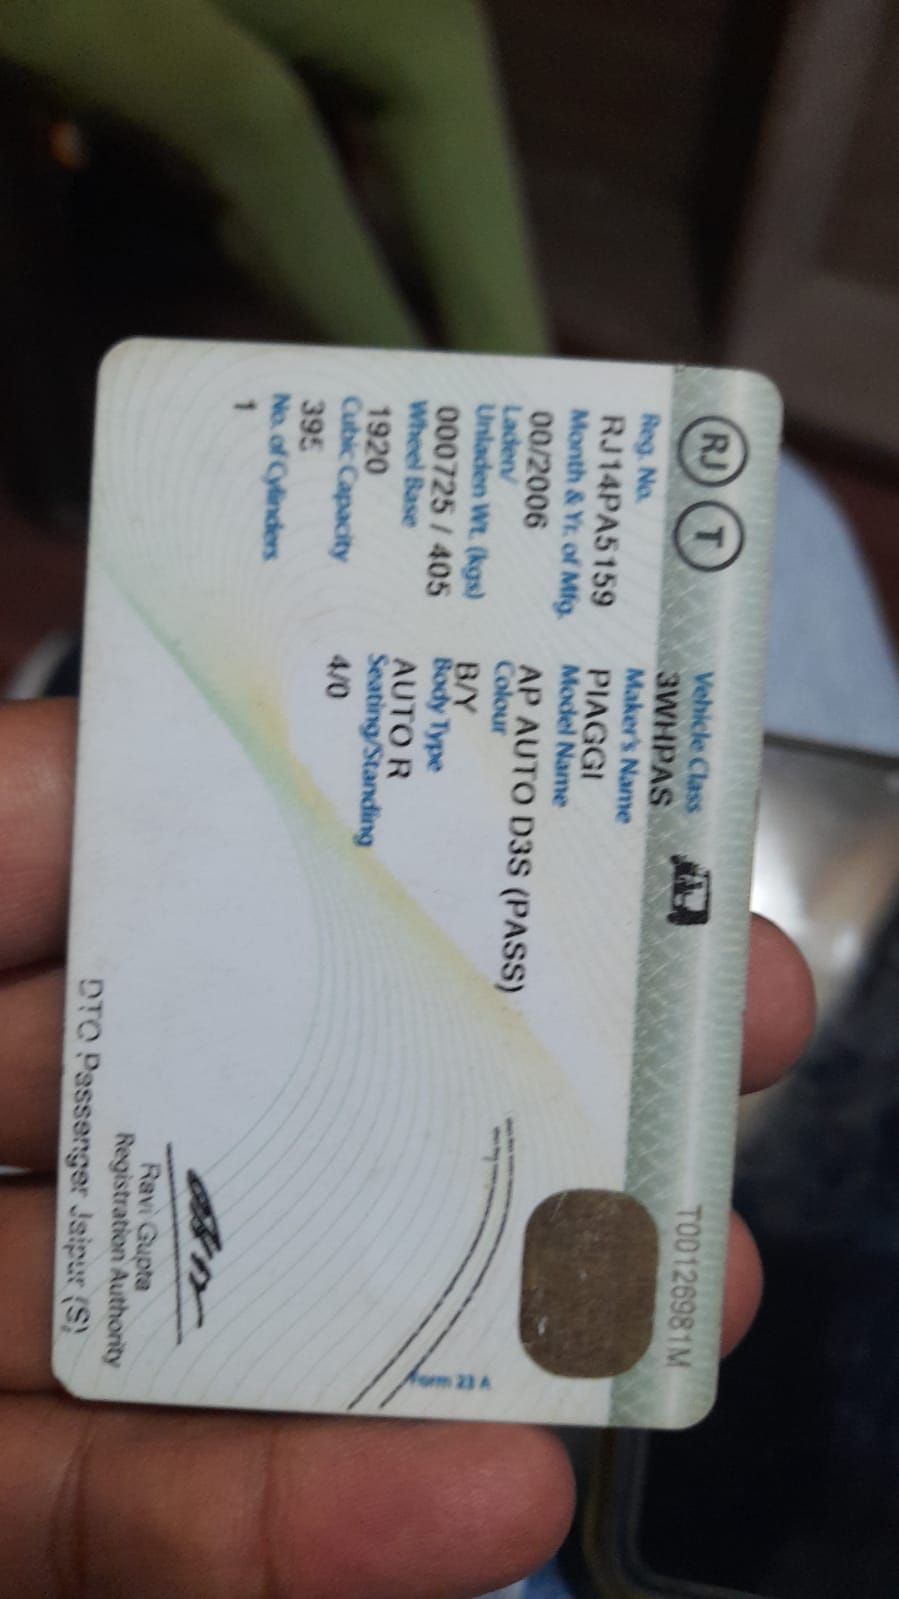 RJ T
Vehicle Class
3WHPAS
T00126981M
Reg. No.
RJ14PA5159
Maker's Name
PIAGGI
Month & Yr. of Mfg.
00/2006
Model Name
AP AUTO D3S (PASS)
Laden/
Unladen Wt. (kgs)
000725 / 405
Colour
B/Y
Wheel Base
1920
Body Type
AUTO R
Cubic Capacity
395
Seating/Standing
4/0
No. of Cylinders
1
Form 23 A
Ravi Gupta
Registration Authority
DTO Passenger Jaipur (S)